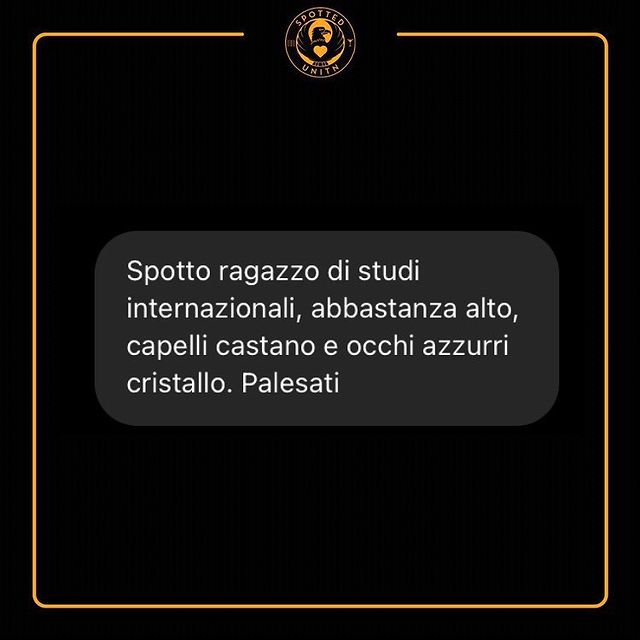 SPOTTED
UNITN
Spotto ragazzo di studi
internazionali, abbastanza alto,
capelli castano e occhi azzurri
cristallo. Palesati